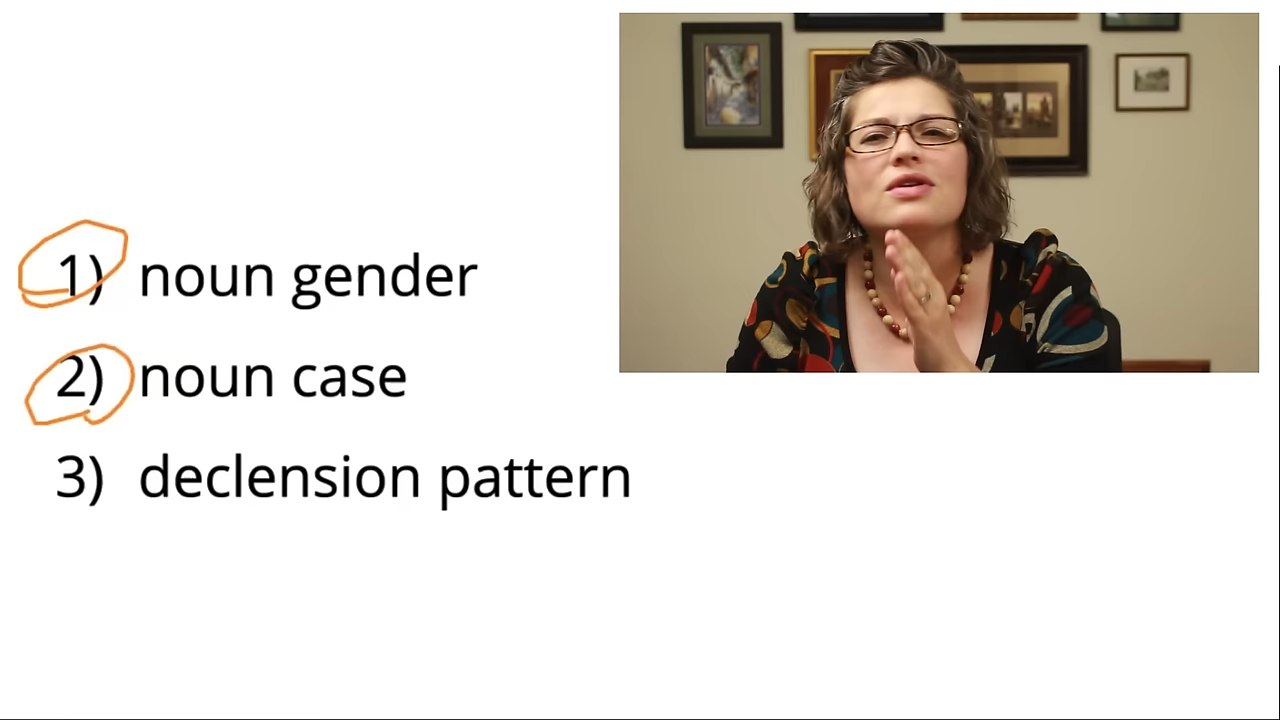 1) noun gender
2) noun case
3) declension pattern